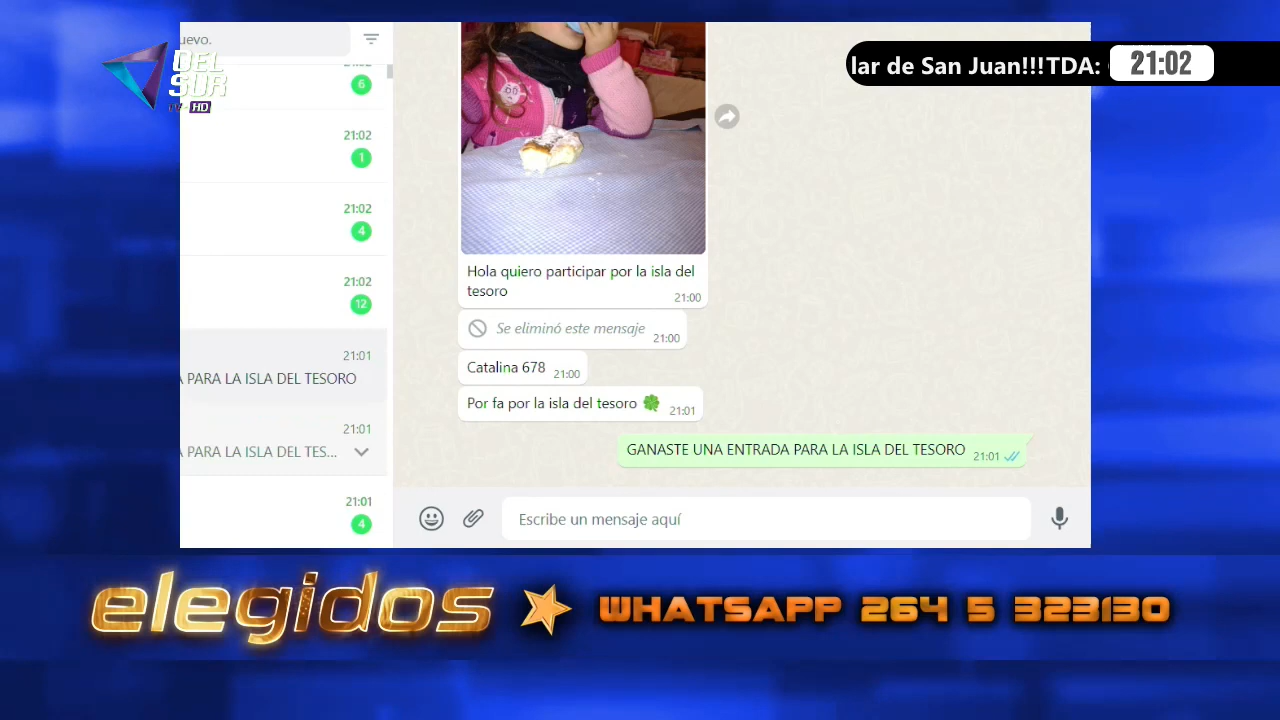 uevo.
DEL
SUR
TV - HD
lar de San Juan!!!TDA:
21:02
21:02
6
21:02
1
21:02
4
21:02
12
21:01
PARA LA ISLA DEL TESORO
21:01
PARA LA ISLA DEL TES...
21:01
4
Hola quiero participar por la isla del
tesoro
21:00
Se eliminó este mensaje
21:00
Catalina 678
21:00
Por fa por la isla del tesoro 🍀
21:01
GANASTE UNA ENTRADA PARA LA ISLA DEL TESORO
21:01
Escribe un mensaje aquí
elegidos
WHATSAPP 264 5 323130